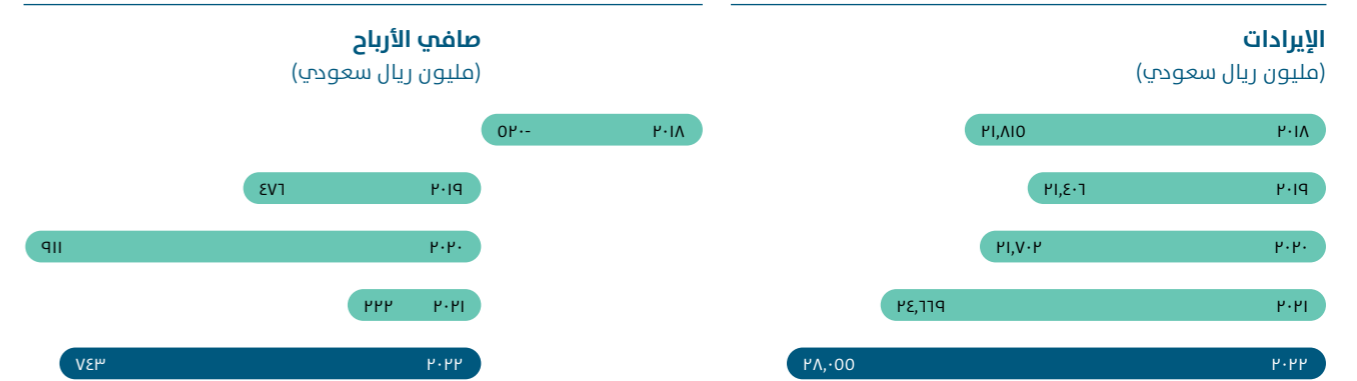 الإيرادات
(مليون ريال سعودي)
٢٠١٨ ٢١,٨١٥
٢٠١٩ ٢١,٤٠٦
٢٠٢٠ ٢١,٧٠٢
٢٠٢١ ٢٤,٦٦٩
٢٠٢٢ ٢٨,٠٥٥
صافي الأرباح
(مليون ريال سعودي)
٢٠١٨ -٥٢٠
٢٠١٩ ٤٧٦
٢٠٢٠ ٩١١
٢٠٢١ ٢٢٢
٢٠٢٢ ٧٤٣